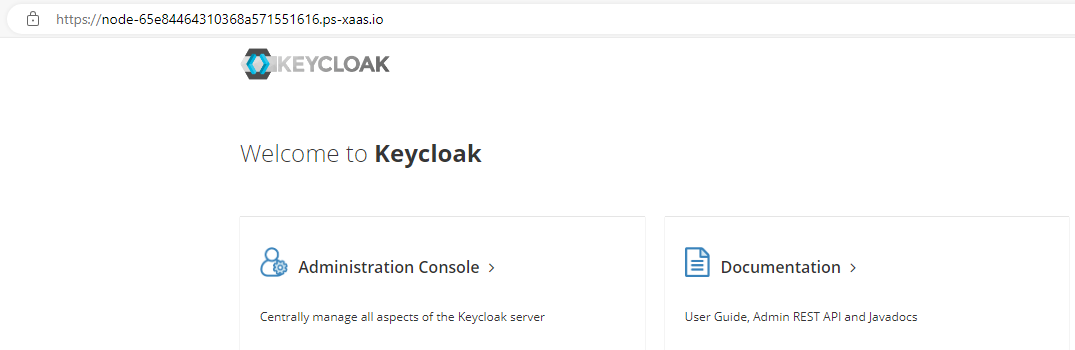 https://node-65e84464310368a571551616.ps-xaas.io
KEYCLOAK
Welcome to Keycloak
Administration Console >
Documentation >
Centrally manage all aspects of the Keycloak server
User Guide, Admin REST API and Javadocs